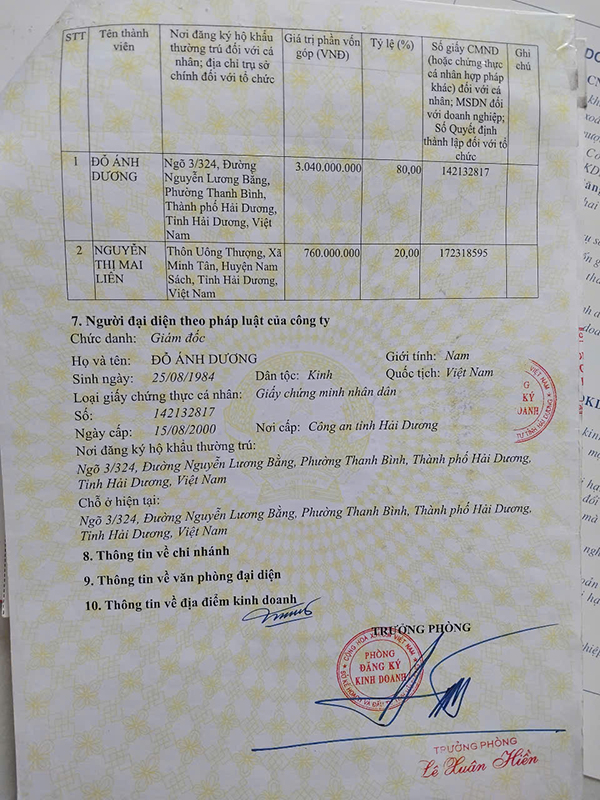 STT
Tên thành
viên
Nơi đăng ký hộ khẩu
thường trú đối với cá
nhân; địa chỉ trụ sở
chính đối với tổ chức
Giá trị phần vốn
góp (VNĐ)
Tỷ lệ (%)
Số giấy CMND
(hoặc chứng thực
cá nhân hợp pháp
khác) đối với cá
nhân; MSDN đối
với doanh nghiệp;
Số Quyết định
thành lập đối với tổ
chức
Ghi
chú
1
ĐỖ ÁNH
DƯƠNG
Ngõ 3/324, Đường
Nguyễn Lương Bằng,
Phường Thanh Bình,
Thành phố Hải Dương,
Tỉnh Hải Dương, Việt
Nam
3.040.000.000
80,00
142132817
2
NGUYỄN
THỊ MAI
LIÊN
Thôn Uông Thượng, Xã
Minh Tân, Huyện Nam
Sách, Tỉnh Hải Dương,
Việt Nam
760.000.000
20,00
172318595
7. Người đại diện theo pháp luật của công ty
Chức danh: Giám đốc
Họ và tên: ĐỖ ÁNH DƯƠNG Giới tính: Nam
Sinh ngày: 25/08/1984 Dân tộc: Kinh Quốc tịch: Việt Nam
Loại giấy chứng thực cá nhân: Giấy chứng minh nhân dân
Số: 142132817
Ngày cấp: 15/08/2000 Nơi cấp: Công an tỉnh Hải Dương
Nơi đăng ký hộ khẩu thường trú:
Ngõ 3/324, Đường Nguyễn Lương Bằng, Phường Thanh Bình, Thành phố Hải Dương,
Tỉnh Hải Dương, Việt Nam
Chỗ ở hiện tại:
Ngõ 3/324, Đường Nguyễn Lương Bằng, Phường Thanh Bình, Thành phố Hải Dương,
Tỉnh Hải Dương, Việt Nam
8. Thông tin về chi nhánh
9. Thông tin về văn phòng đại diện
10. Thông tin về địa điểm kinh doanh
TRƯỞNG PHÒNG
PHÒNG
ĐĂNG KÝ
KINH DOANH
TRƯỞNG PHÒNG
Lê Xuân Hiền